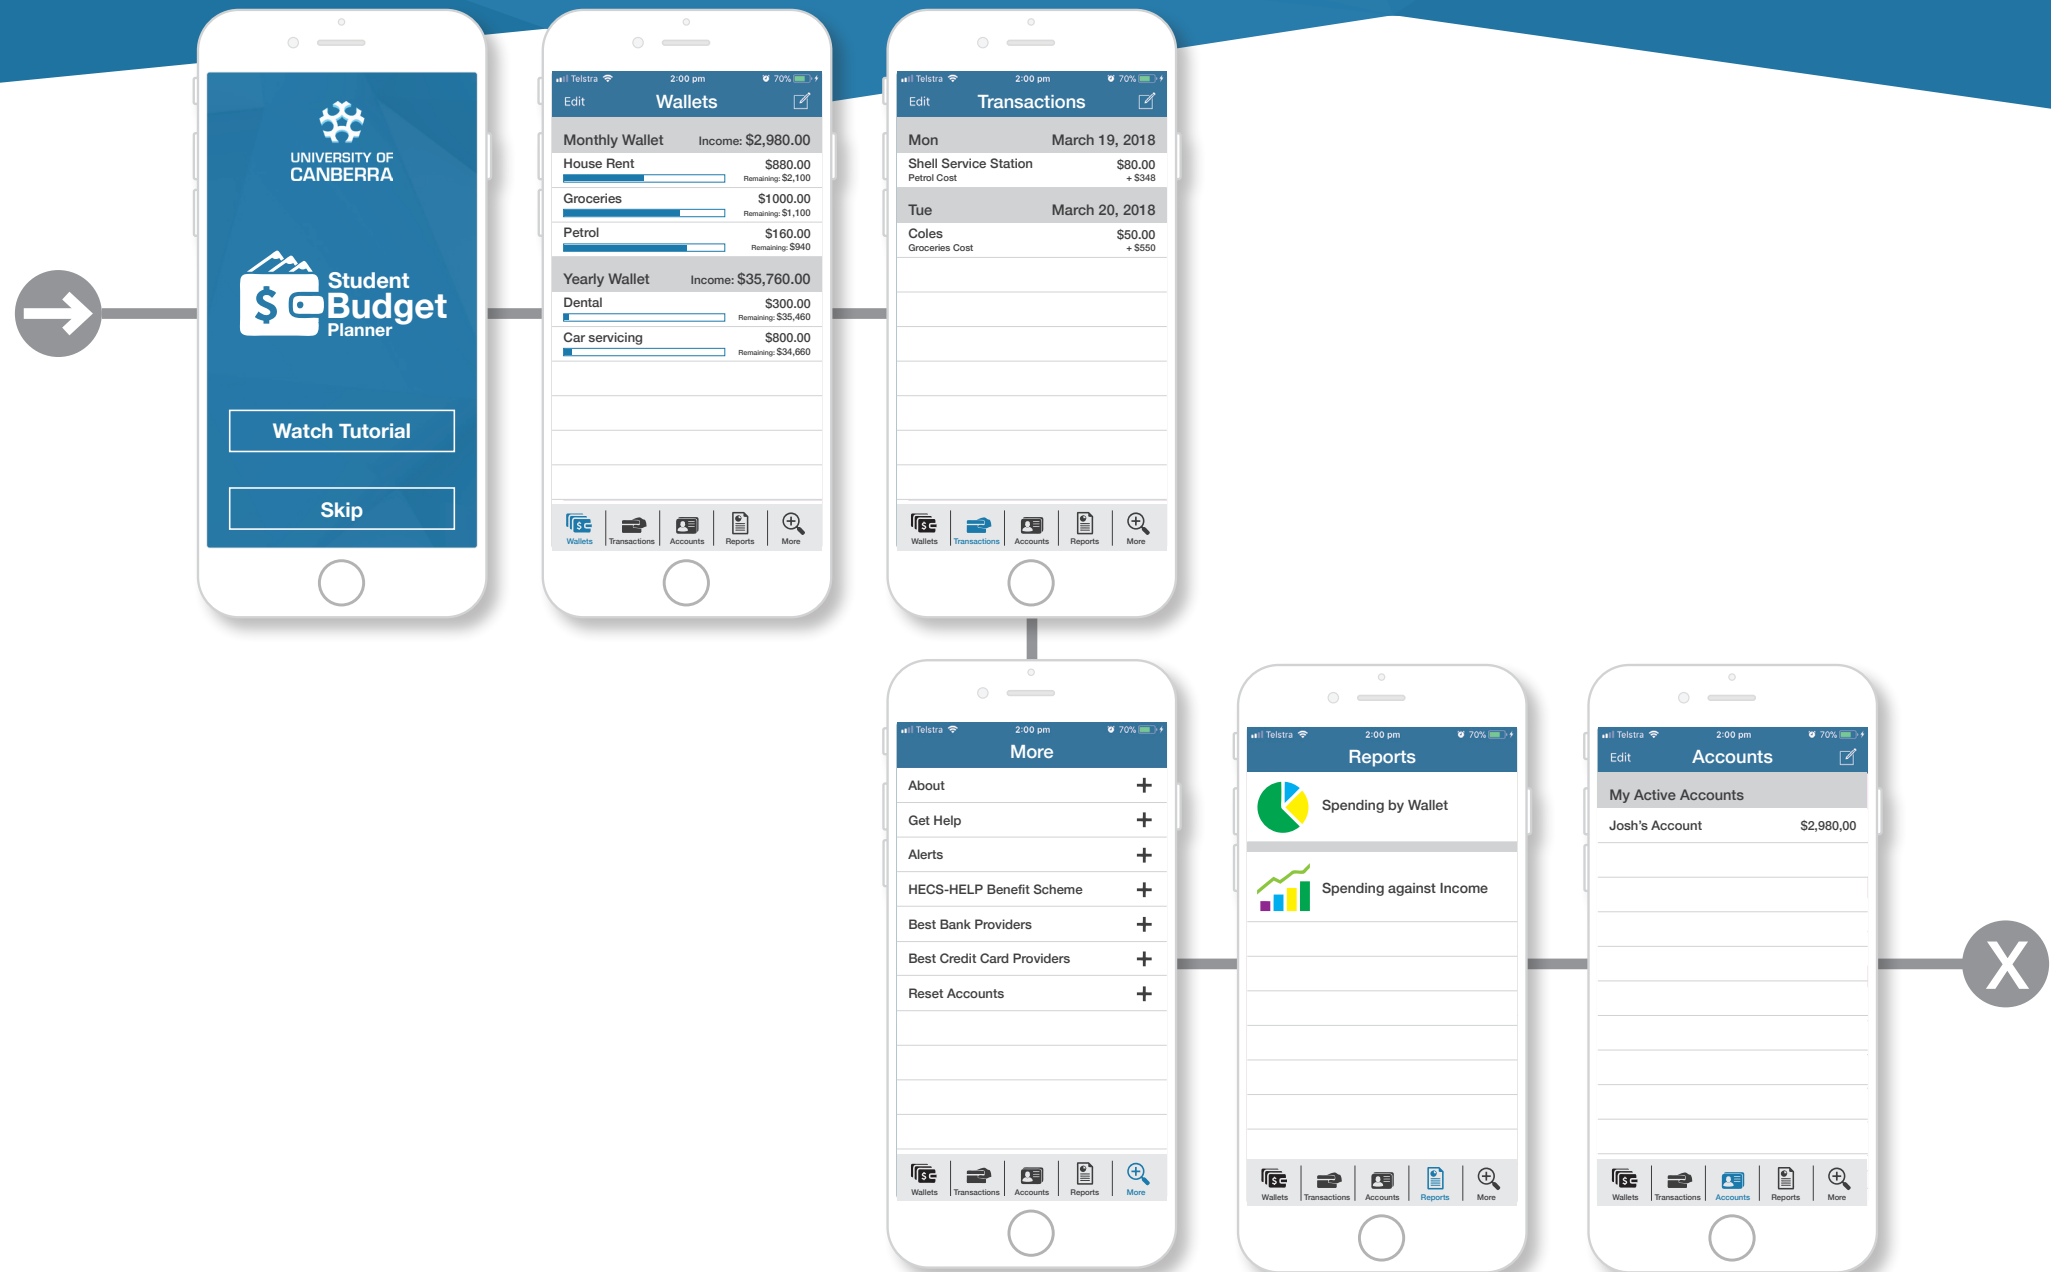 UNIVERSITY OF
CANBERRA
$
Student
Budget
Planner
Watch Tutorial
Skip
Telstra 2:00 pm 70%
Edit Wallets
Monthly Wallet Income: $2,980.00
House Rent $880.00
Remaining: $2,100
Groceries $1000.00
Remaining: $1,100
Petrol $160.00
Remaining: $940
Yearly Wallet Income: $35,760.00
Dental $300.00
Remaining: $35,460
Car servicing $800.00
Remaining: $34,660
Wallets Transactions Accounts Reports More
Telstra 2:00 pm 70%
Edit Transactions
Mon March 19, 2018
Shell Service Station $80.00
Petrol Cost + $348
Tue March 20, 2018
Coles $50.00
Groceries Cost + $550
Wallets Transactions Accounts Reports More
Telstra 2:00 pm 70%
More
About +
Get Help +
Alerts +
HECS-HELP Benefit Scheme +
Best Bank Providers +
Best Credit Card Providers +
Reset Accounts +
Wallets Transactions Accounts Reports More
Telstra 2:00 pm 70%
Reports
Spending by Wallet
Spending against Income
Wallets Transactions Accounts Reports More
Telstra 2:00 pm 70%
Edit Accounts
My Active Accounts
Josh's Account $2,980,00
Wallets Transactions Accounts Reports More
X